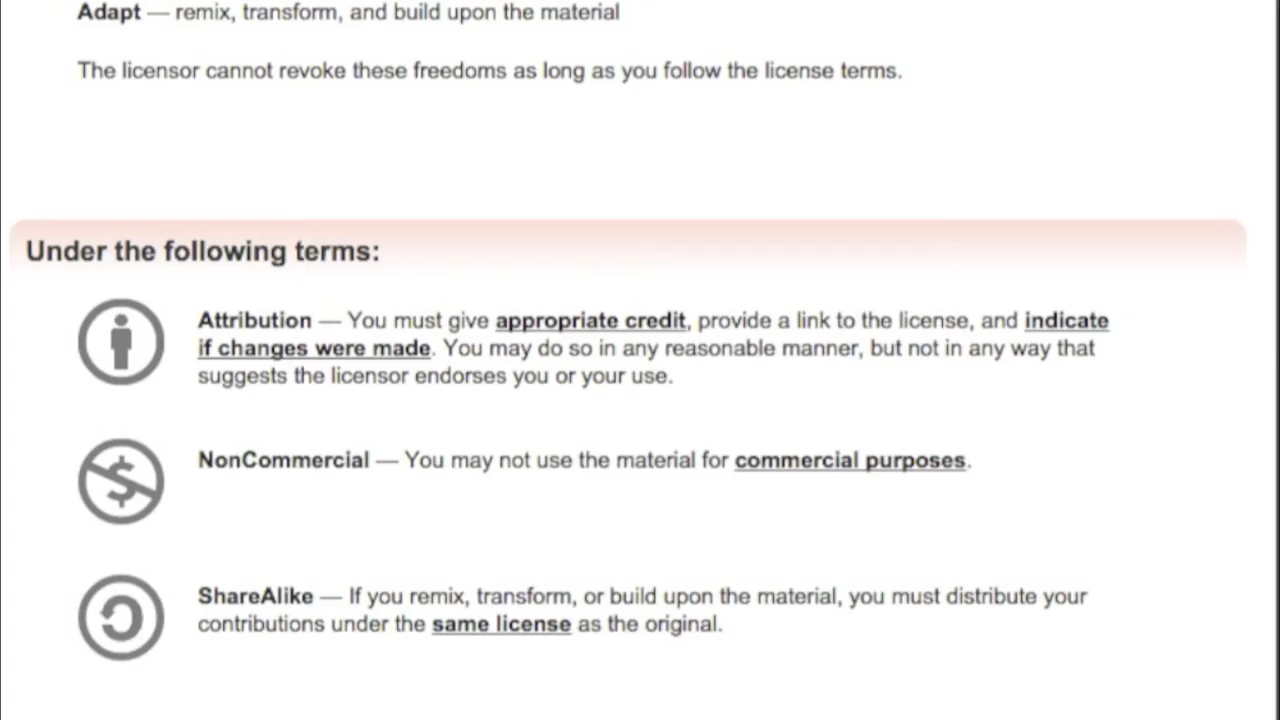 Adapt — remix, transform, and build upon the material
The licensor cannot revoke these freedoms as long as you follow the license terms.
Under the following terms:
Attribution — You must give appropriate credit, provide a link to the license, and indicate
if changes were made. You may do so in any reasonable manner, but not in any way that
suggests the licensor endorses you or your use.
NonCommercial — You may not use the material for commercial purposes.
ShareAlike — If you remix, transform, or build upon the material, you must distribute your
contributions under the same license as the original.